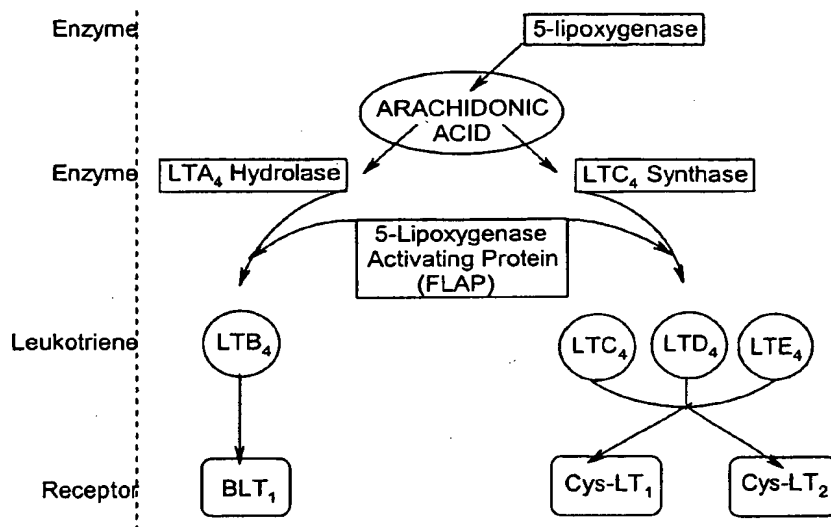 Enzyme
5-lipoxygenase
ARACHIDONIC
ACID
Enzyme
LTA₄ Hydrolase
LTC₄ Synthase
5-Lipoxygenase
Activating Protein
(FLAP)
Leukotriene
LTB₄
LTC₄
LTD₄
LTE₄
Receptor
BLT₁
Cys-LT₁
Cys-LT₂